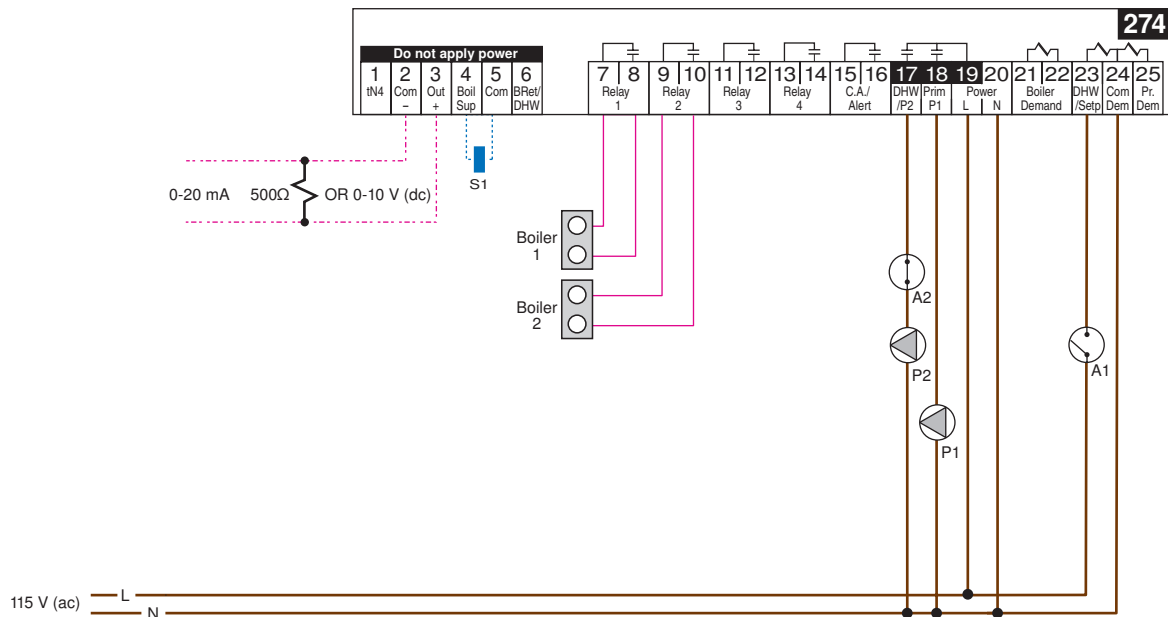 274
Do not apply power
1 2 3 4 5 6 7 8 9 10 11 12 13 14 15 16 17 18 19 20 21 22 23 24 25
tN4
Com
–
Out
+
Boil
Sup
Com
BRet/
DHW
Relay
1
Relay
2
Relay
3
Relay
4
C.A./
Alert
DHW
/P2
Prim
P1
Power
L N
Boiler
Demand
DHW
/Setp
Com
Dem
Pr.
Dem
0-20 mA 500Ω OR 0-10 V (dc)
S1
Boiler
1
Boiler
2
A2
P2
A1
P1
115 V (ac)
L
N